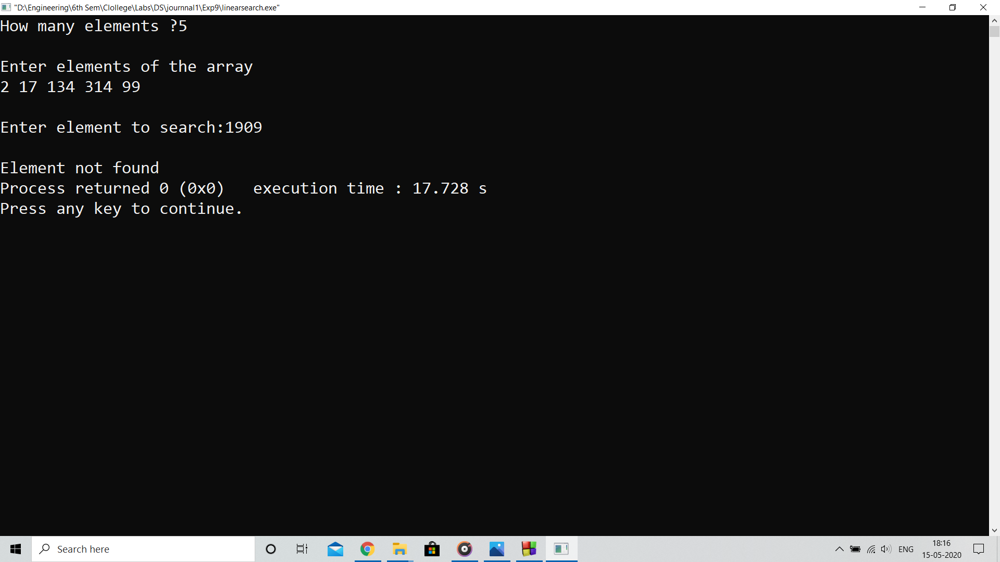 "D:\Engineering\6th Sem\Clollege\Labs\DS\journnal1\Exp9\linearsearch.exe"
How many elements ?5
Enter elements of the array
2 17 134 314 99
Enter element to search:1909
Element not found
Process returned 0 (0x0)   execution time : 17.728 s
Press any key to continue.
Search here
ENG
18:16
15-05-2020